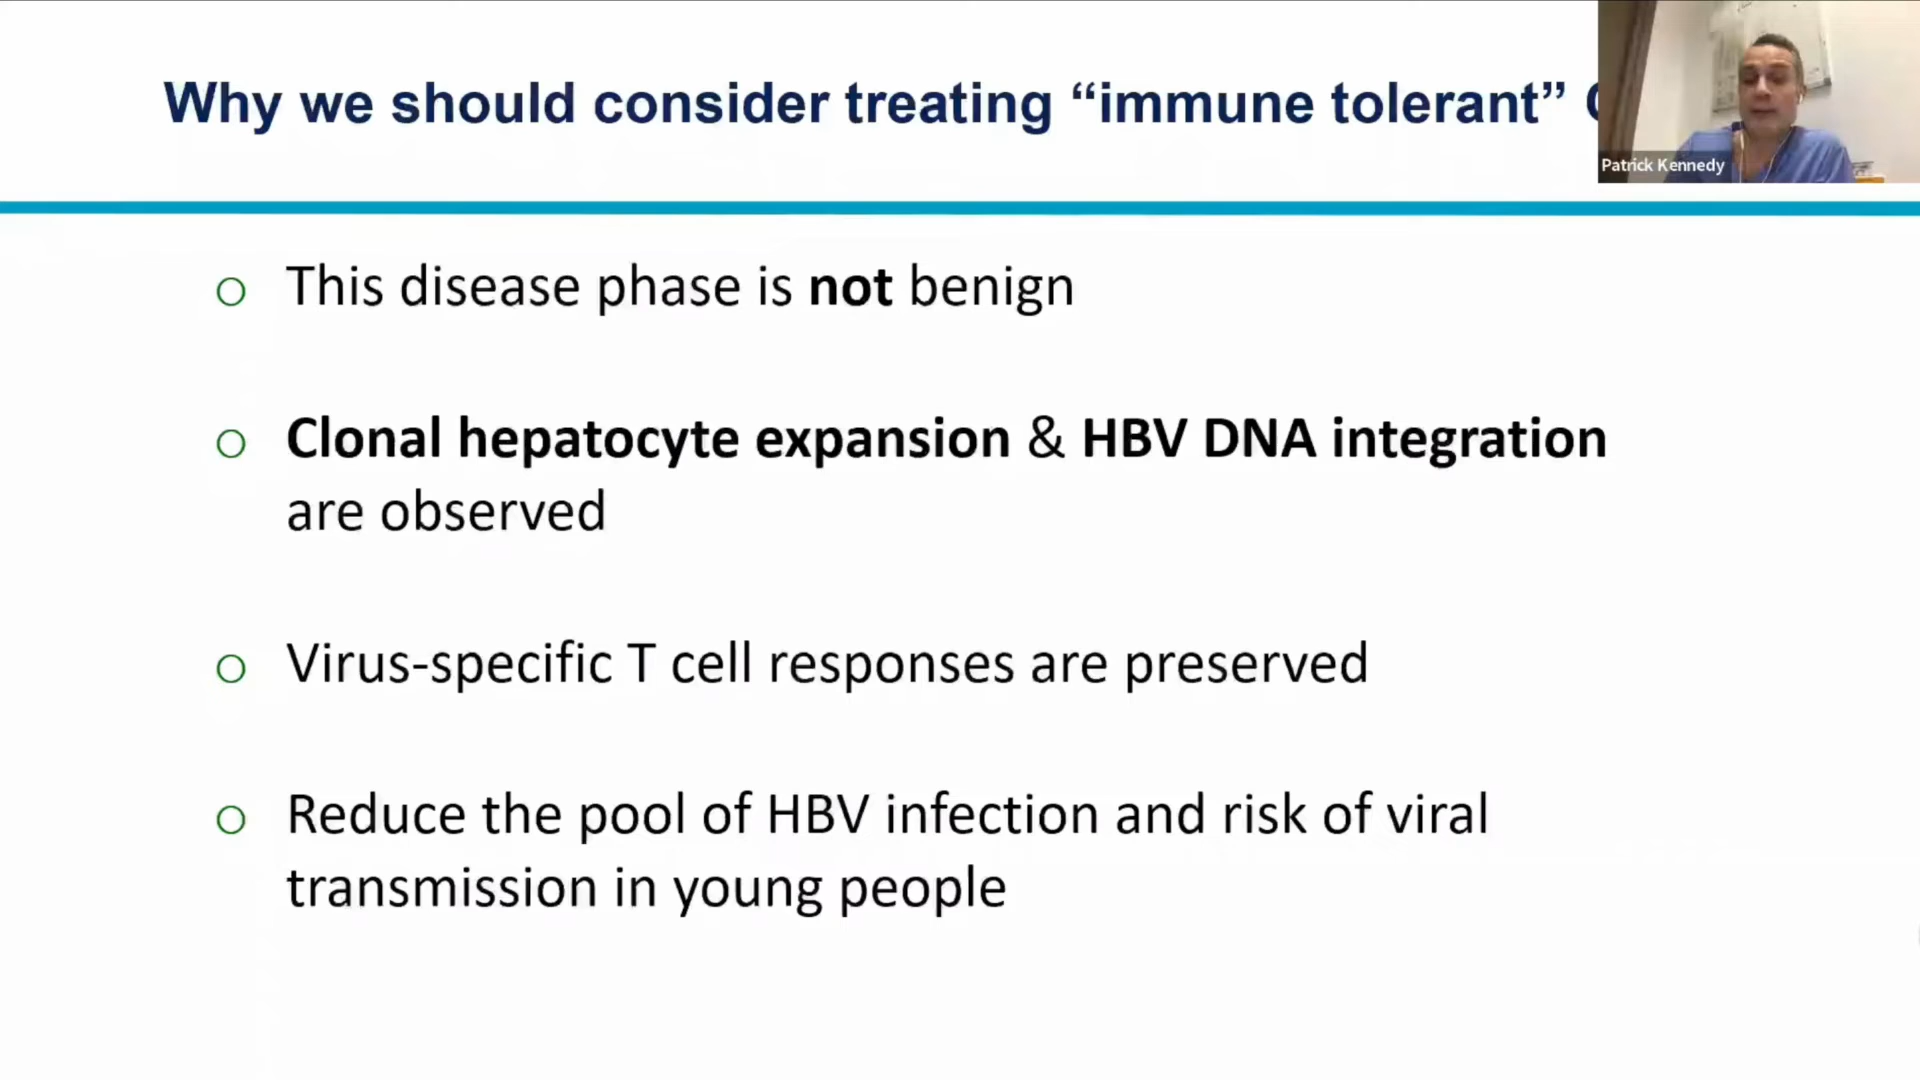 Why we should consider treating “immune tolerant”
Patrick Kennedy
This disease phase is not benign
Clonal hepatocyte expansion & HBV DNA integration
are observed
Virus-specific T cell responses are preserved
Reduce the pool of HBV infection and risk of viral
transmission in young people